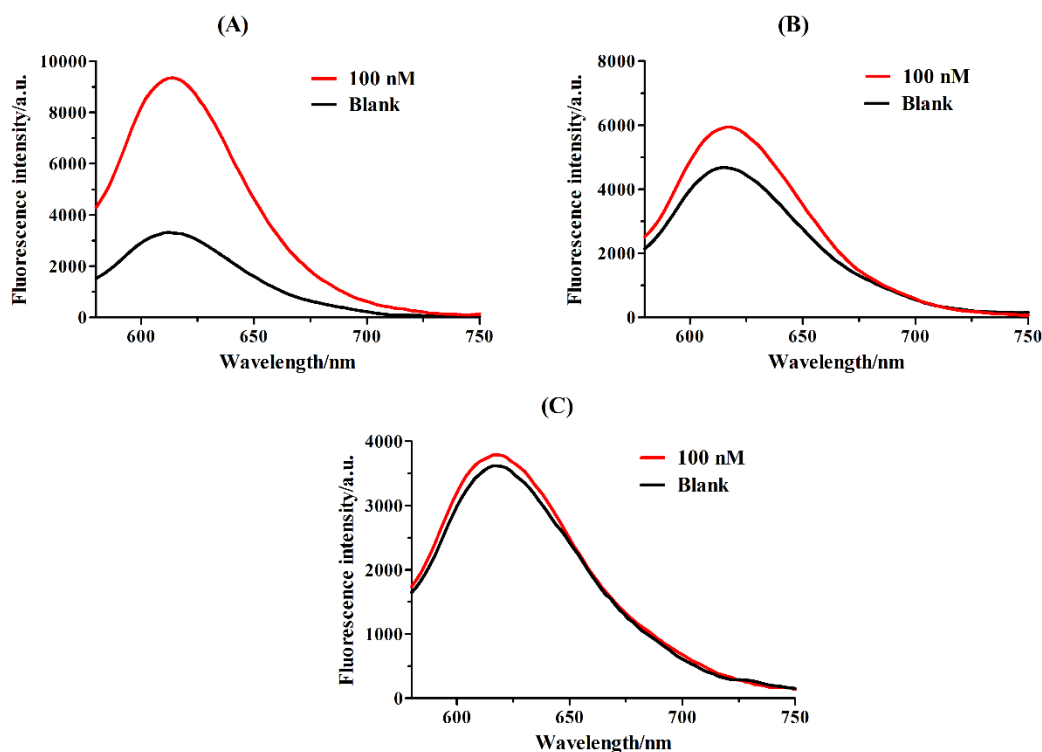 (A)
10000
8000
6000
4000
2000
0
Fluorescence intensity/a.u.
100 nM
Blank
600 650 700 750
Wavelength/nm
(B)
8000
6000
4000
2000
0
Fluorescence intensity/a.u.
100 nM
Blank
600 650 700 750
Wavelength/nm
(C)
4000
3000
2000
1000
0
Fluorescence intensity/a.u.
100 nM
Blank
600 650 700 750
Wavelength/nm